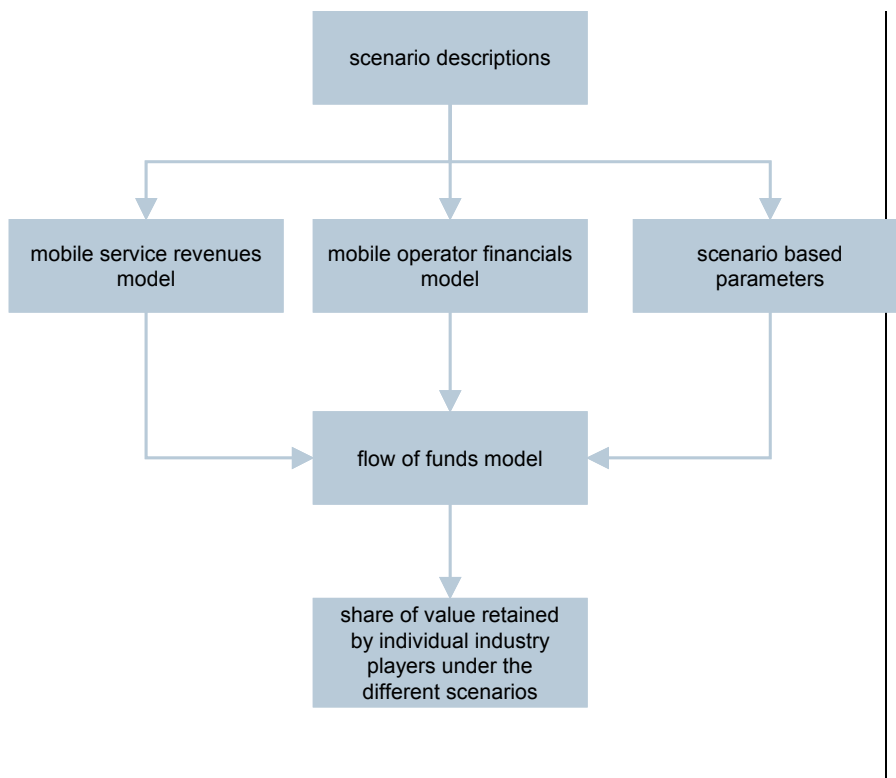 scenario descriptions
mobile service revenues
model
mobile operator financials
model
scenario based
parameters
flow of funds model
share of value retained
by individual industry
players under the
different scenarios